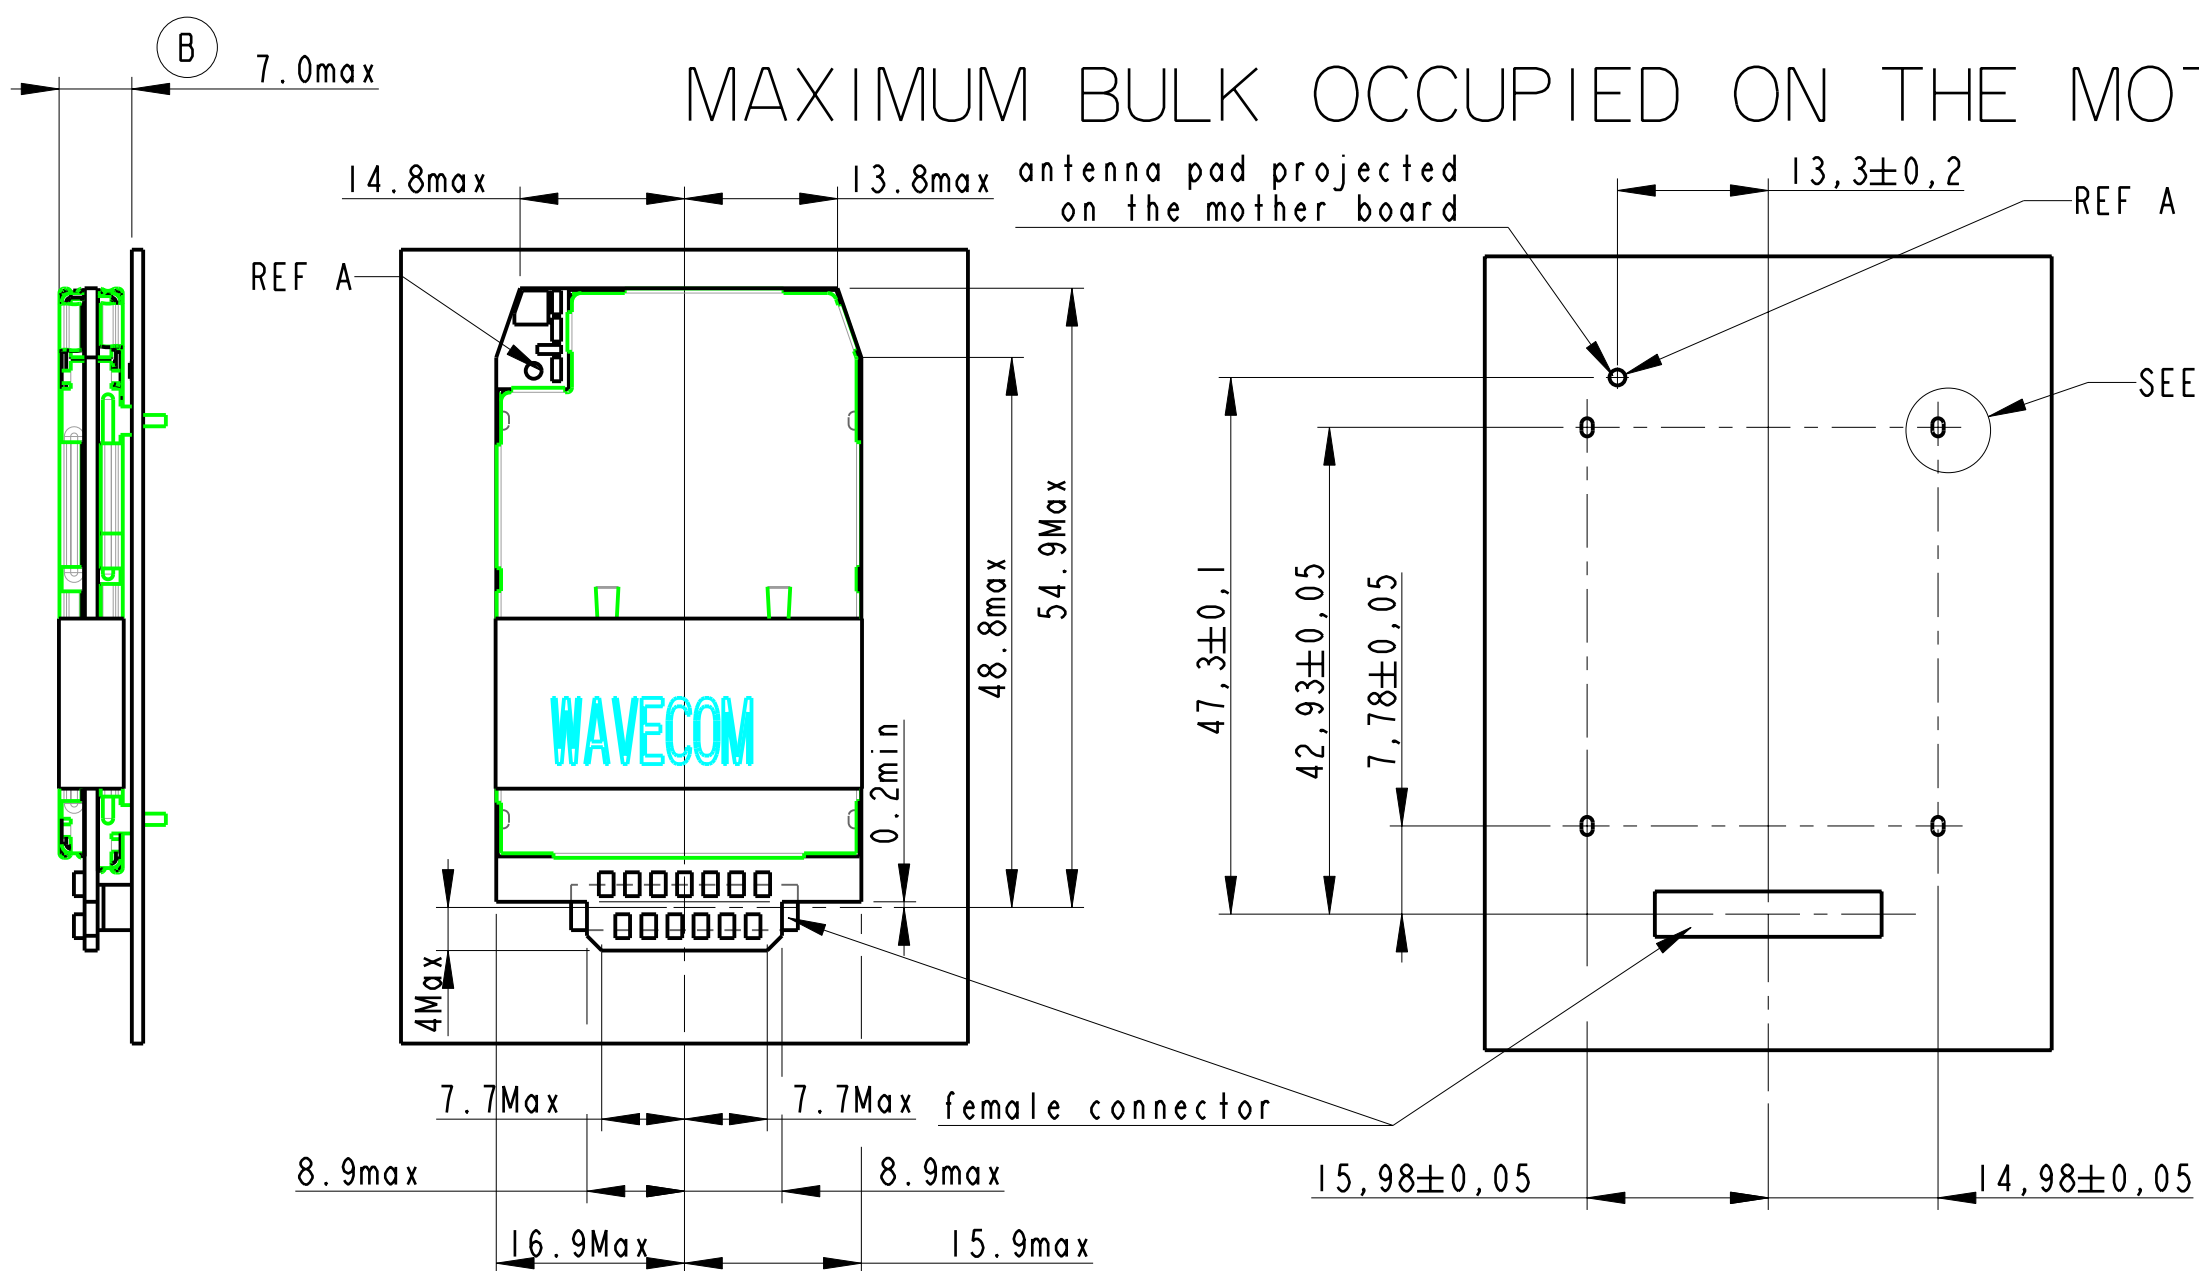 B
7.0max
MAXIMUM BULK OCCUPIED ON THE MOT
14.8max
13.8max
antenna pad projected
on the mother board
13,3±0,2
REF A
REF A
SEE
54.9Max
48.8max
47,3±0,1
42,93±0,05
7,78±0,05
WAVECOM
0.2min
4Max
7.7Max
7.7Max
female connector
8.9max
8.9max
15,98±0,05
14,98±0,05
16.9Max
15.9max